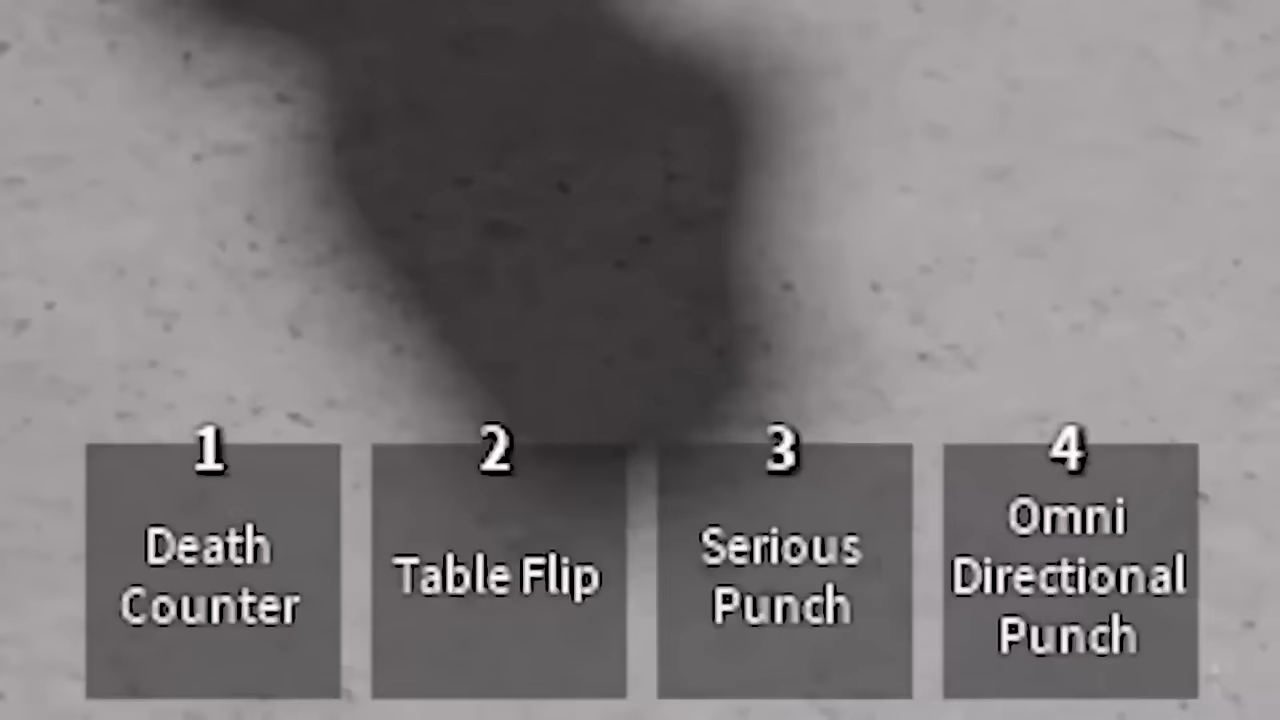 1
Death
Counter
2
Table Flip
3
Serious
Punch
4
Omni
Directional
Punch